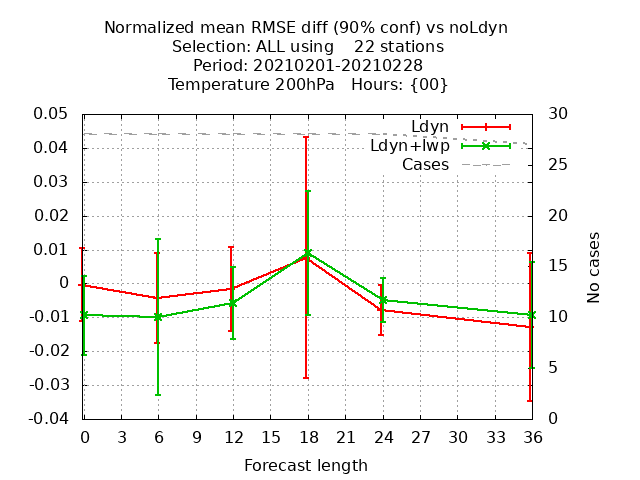 Normalized mean RMSE diff (90% conf) vs noLdyn
Selection: ALL using    22 stations
Period: 20210201-20210228
Temperature 200hPa   Hours: {00}
0.05
0.04
0.03
0.02
0.01
0
-0.01
-0.02
-0.03
-0.04
Ldyn
Ldyn+lwp
Cases
30
25
20
15
10
5
0
No cases
0 3 6 9 12 15 18 21 24 27 30 33 36
Forecast length